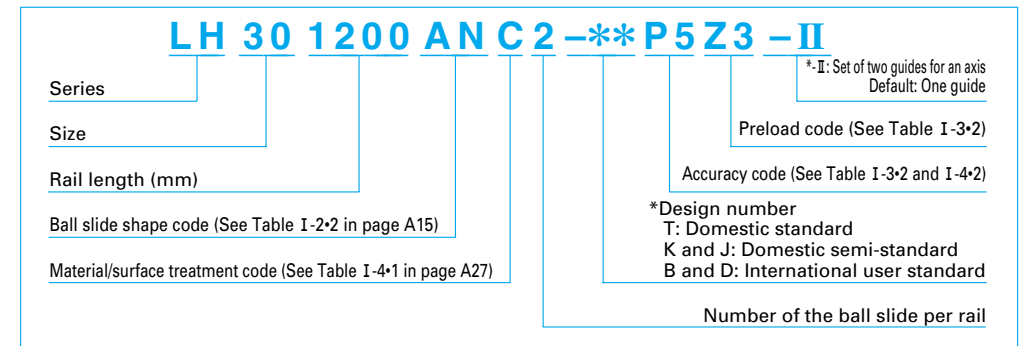 LH 30 1200 AN C 2 –** P5 Z3 –Ⅱ
*-Ⅱ: Set of two guides for an axis
Default: One guide
Series
Size
Preload code (See Table Ⅰ-3•2)
Rail length (mm)
Accuracy code (See Table Ⅰ-3•2 and Ⅰ-4•2)
Ball slide shape code (See Table Ⅰ-2•2 in page A15)
*Design number
T: Domestic standard
K and J: Domestic semi-standard
B and D: International user standard
Material/surface treatment code (See Table Ⅰ-4•1 in page A27)
Number of the ball slide per rail